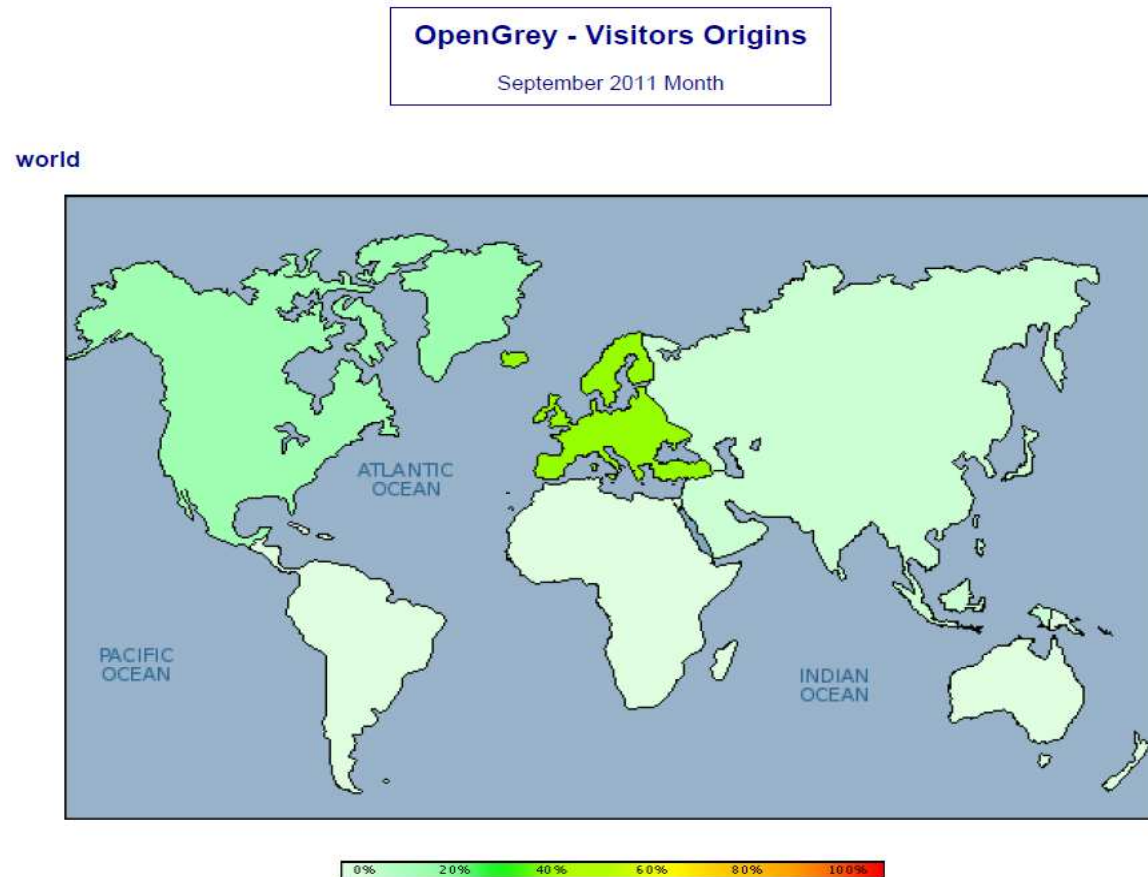 OpenGrey - Visitors Origins
September 2011 Month
world
ATLANTIC
OCEAN
PACIFIC
OCEAN
INDIAN
OCEAN
0% 20% 40% 60% 80% 100%